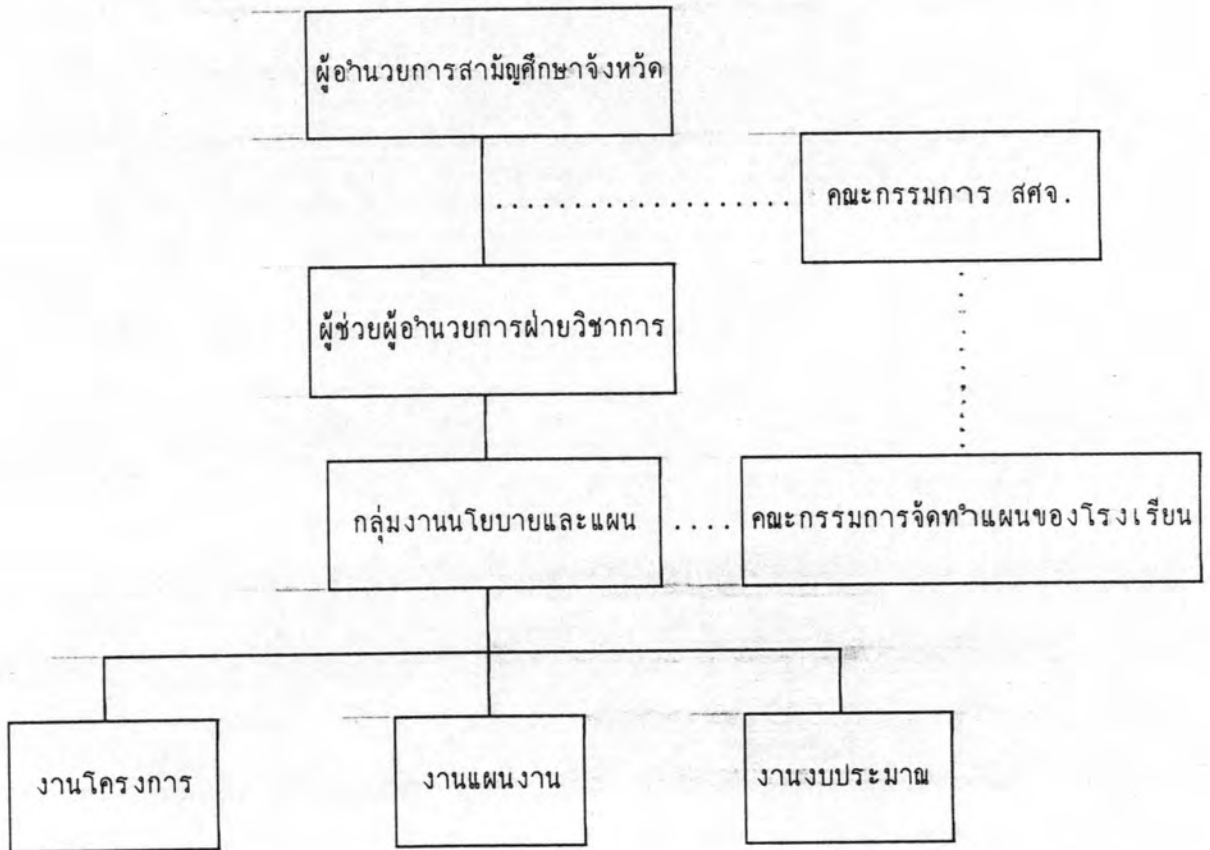 ผู้อำนวยการสามัญศึกษาจังหวัด
คณะกรรมการ สศจ.
ผู้ช่วยผู้อำนวยการฝ่ายวิชาการ
กลุ่มงานนโยบายและแผน .... คณะกรรมการจัดทำแผนของโรงเรียน
งานโครงการ
งานแผนงาน
งานงบประมาณ